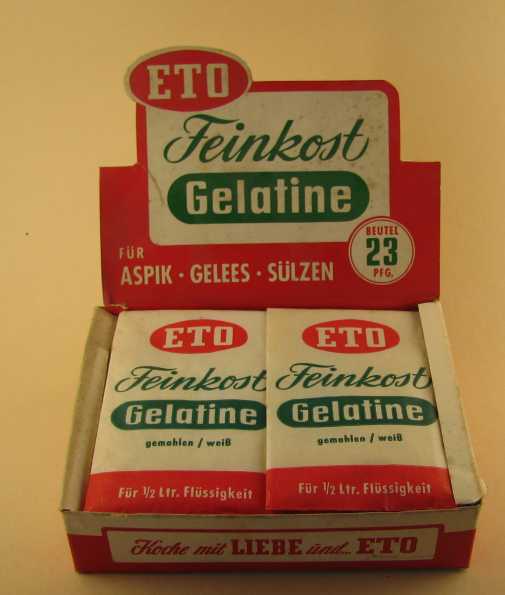 ETO
Feinkost
Gelatine
FÜR
ASPIK · GELEES · SÜLZEN
BEUTEL
23
PFG.
ETO
Feinkost
Gelatine
gemahlen / weiß
Für 1/2 Ltr. Flüssigkeit
ETO
Feinkost
Gelatine
gemahlen / weiß
Für 1/2 Ltr. Flüssigkeit
Koche mit LIEBE und... ETO